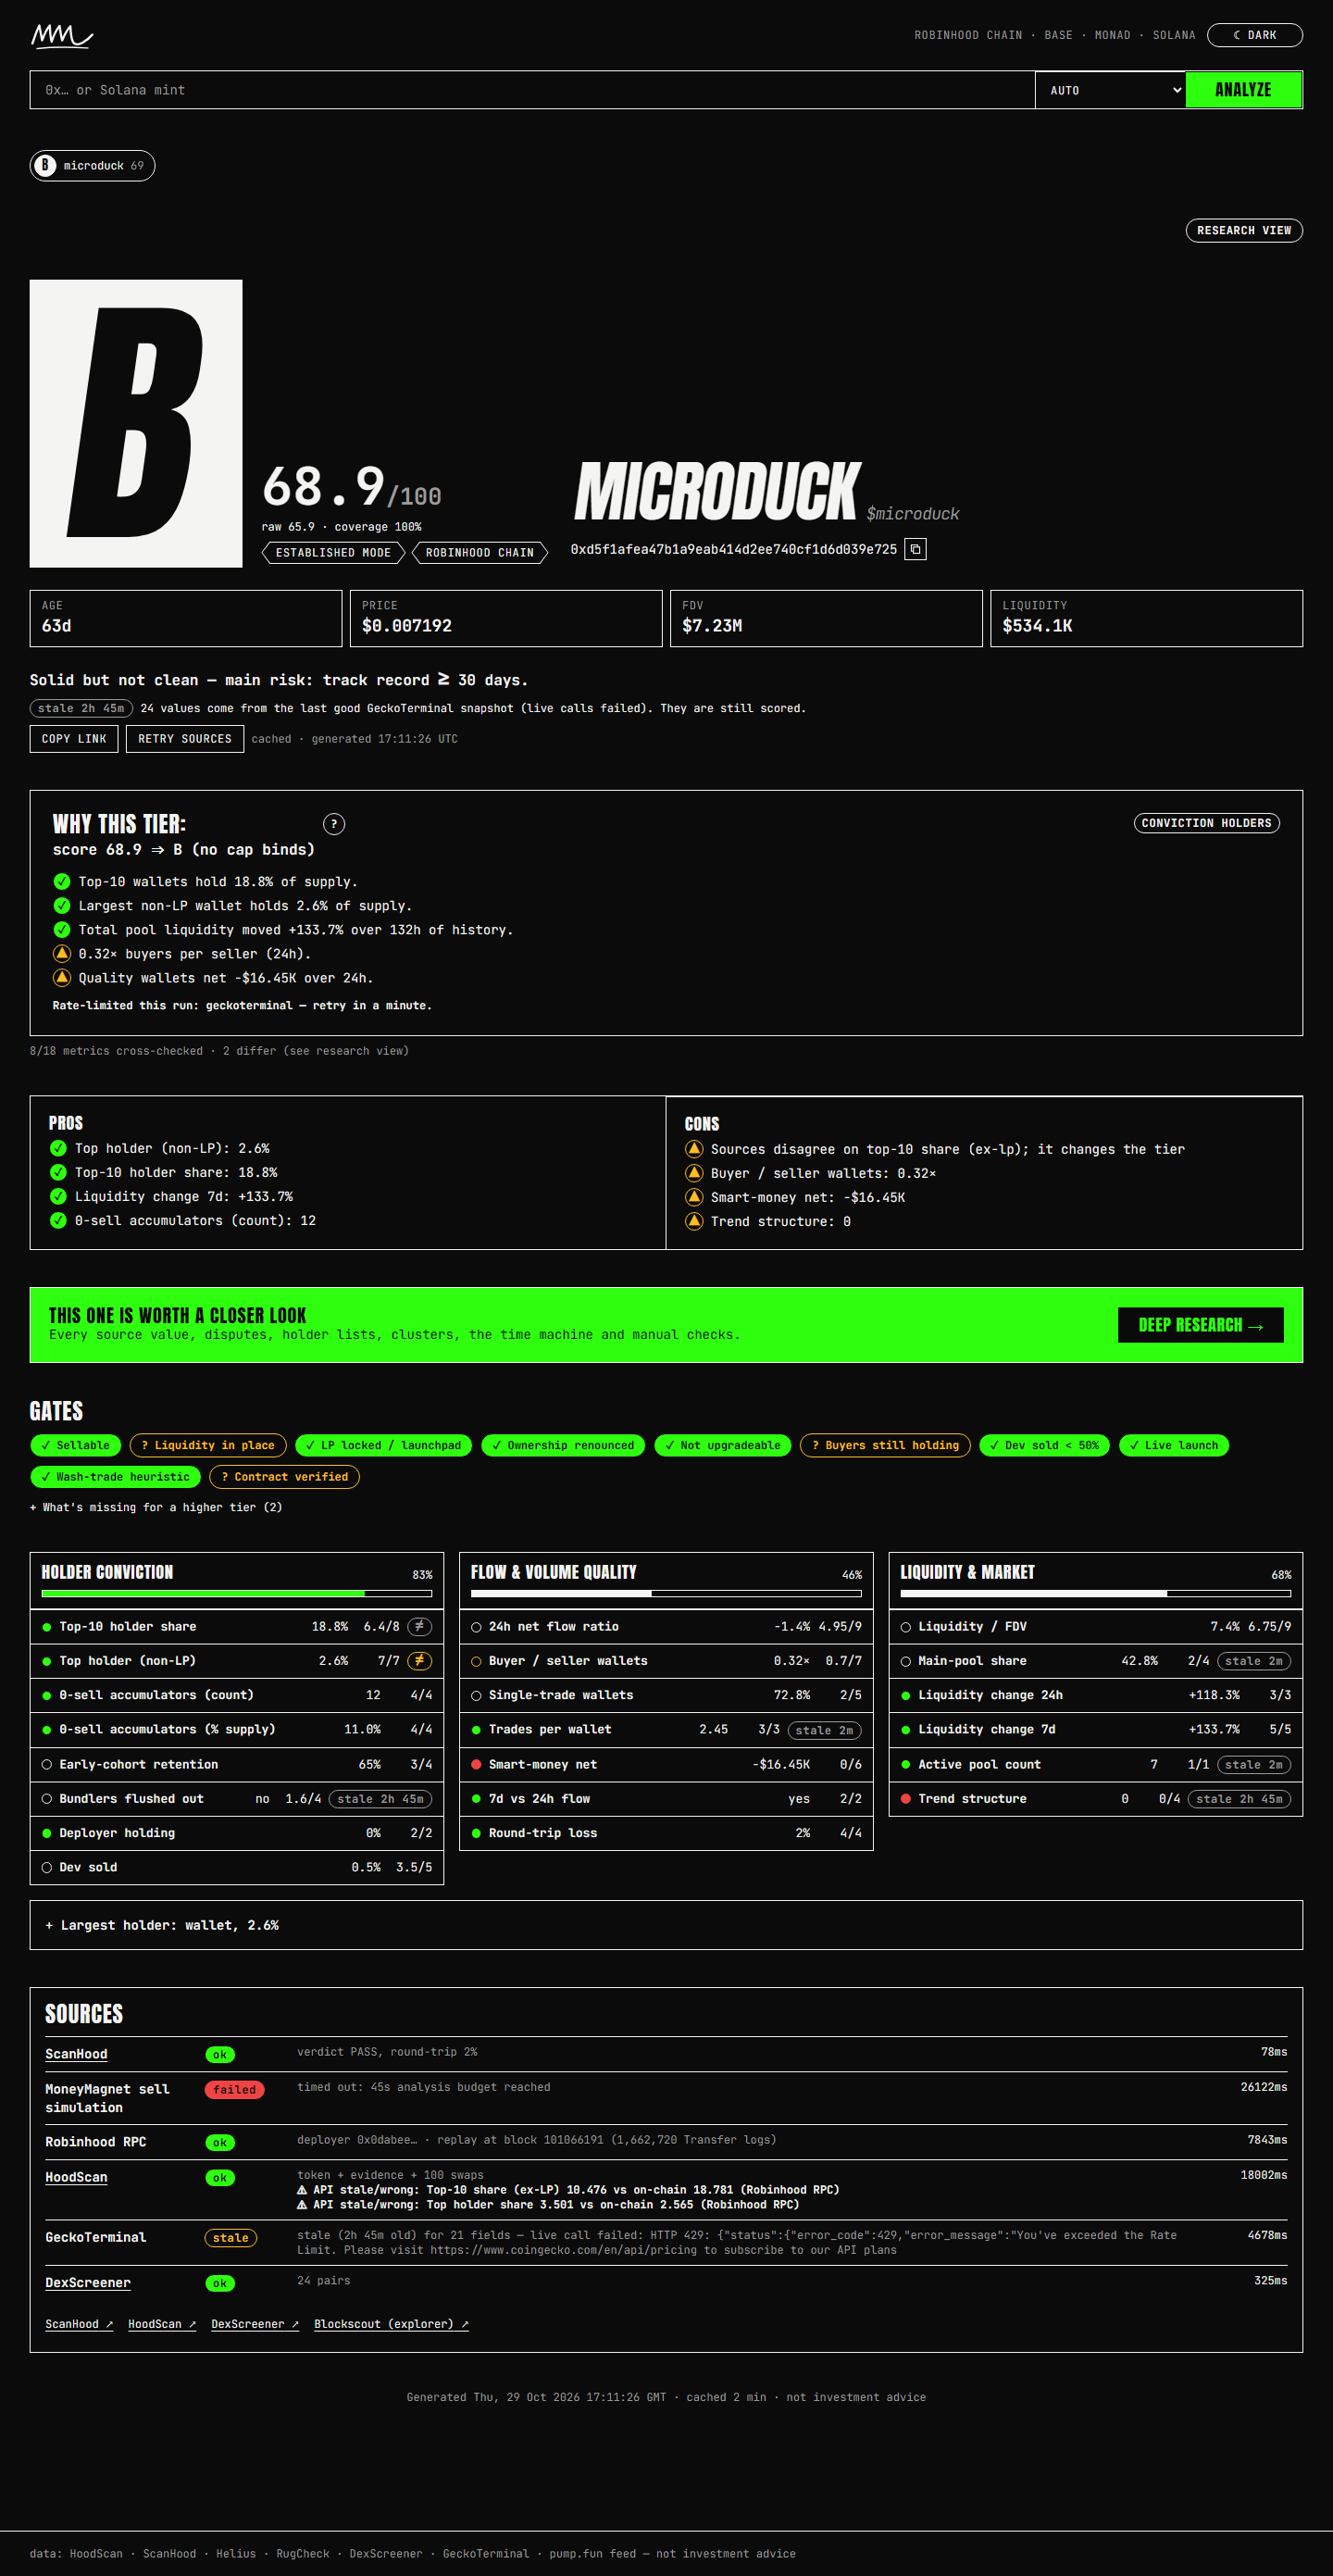 ROBINHOOD CHAIN · BASE · MONAD · SOLANA
☾ DARK
0x… or Solana mint
AUTO
ANALYZE
B microduck 69
RESEARCH VIEW
B
68.9/100
raw 65.9 · coverage 100%
ESTABLISHED MODE
ROBINHOOD CHAIN
MICRODUCK $microduck
0xd5f1afea47b1a9eab414d2ee740cf1d6d039e725
AGE
63d
PRICE
$0.007192
FDV
$7.23M
LIQUIDITY
$534.1K
Solid but not clean — main risk: track record ≥ 30 days.
stale 2h 45m 24 values come from the last good GeckoTerminal snapshot (live calls failed). They are still scored.
COPY LINK
RETRY SOURCES
cached · generated 17:11:26 UTC
WHY THIS TIER:
?
CONVICTION HOLDERS
score 68.9 ⇒ B (no cap binds)
✓ Top-10 wallets hold 18.8% of supply.
✓ Largest non-LP wallet holds 2.6% of supply.
✓ Total pool liquidity moved +133.7% over 132h of history.
▲ 0.32× buyers per seller (24h).
▲ Quality wallets net -$16.45K over 24h.
Rate-limited this run: geckoterminal — retry in a minute.
8/18 metrics cross-checked · 2 differ (see research view)
PROS
✓ Top holder (non-LP): 2.6%
✓ Top-10 holder share: 18.8%
✓ Liquidity change 7d: +133.7%
✓ 0-sell accumulators (count): 12
CONS
▲ Sources disagree on top-10 share (ex-lp); it changes the tier
▲ Buyer / seller wallets: 0.32×
▲ Smart-money net: -$16.45K
▲ Trend structure: 0
THIS ONE IS WORTH A CLOSER LOOK
Every source value, disputes, holder lists, clusters, the time machine and manual checks.
DEEP RESEARCH →
GATES
✓ Sellable
? Liquidity in place
✓ LP locked / launchpad
✓ Ownership renounced
✓ Not upgradeable
? Buyers still holding
✓ Dev sold < 50%
✓ Live launch
✓ Wash-trade heuristic
? Contract verified
+ What's missing for a higher tier (2)
HOLDER CONVICTION 83%
Top-10 holder share 18.8% 6.4/8 ≠
Top holder (non-LP) 2.6% 7/7 ≠
0-sell accumulators (count) 12 4/4
0-sell accumulators (% supply) 11.0% 4/4
Early-cohort retention 65% 3/4
Bundlers flushed out no 1.6/4 stale 2h 45m
Deployer holding 0% 2/2
Dev sold 0.5% 3.5/5
FLOW & VOLUME QUALITY 46%
24h net flow ratio -1.4% 4.95/9
Buyer / seller wallets 0.32× 0.7/7
Single-trade wallets 72.8% 2/5
Trades per wallet 2.45 3/3 stale 2m
Smart-money net -$16.45K 0/6
7d vs 24h flow yes 2/2
Round-trip loss 2% 4/4
LIQUIDITY & MARKET 68%
Liquidity / FDV 7.4% 6.75/9
Main-pool share 42.8% 2/4 stale 2m
Liquidity change 24h +118.3% 3/3
Liquidity change 7d +133.7% 5/5
Active pool count 7 1/1 stale 2m
Trend structure 0 0/4 stale 2h 45m
+ Largest holder: wallet, 2.6%
SOURCES
ScanHood ok verdict PASS, round-trip 2% 78ms
MoneyMagnet sell simulation failed timed out: 45s analysis budget reached 26122ms
Robinhood RPC ok deployer 0x0dabee… · replay at block 101066191 (1,662,720 Transfer logs) 7843ms
HoodScan ok token + evidence + 100 swaps 18002ms
⚠ API stale/wrong: Top-10 share (ex-LP) 10.476 vs on-chain 18.781 (Robinhood RPC)
⚠ API stale/wrong: Top holder share 3.501 vs on-chain 2.565 (Robinhood RPC)
GeckoTerminal stale stale (2h 45m old) for 21 fields — live call failed: HTTP 429: {"status":{"error_code":429,"error_message":"You've exceeded the Rate 4678ms
Limit. Please visit https://www.coingecko.com/en/api/pricing to subscribe to our API plans
DexScreener ok 24 pairs 325ms
ScanHood ↗ HoodScan ↗ DexScreener ↗ Blockscout (explorer) ↗
Generated Thu, 29 Oct 2026 17:11:26 GMT · cached 2 min · not investment advice
data: HoodScan · ScanHood · Helius · RugCheck · DexScreener · GeckoTerminal · pump.fun feed — not investment advice